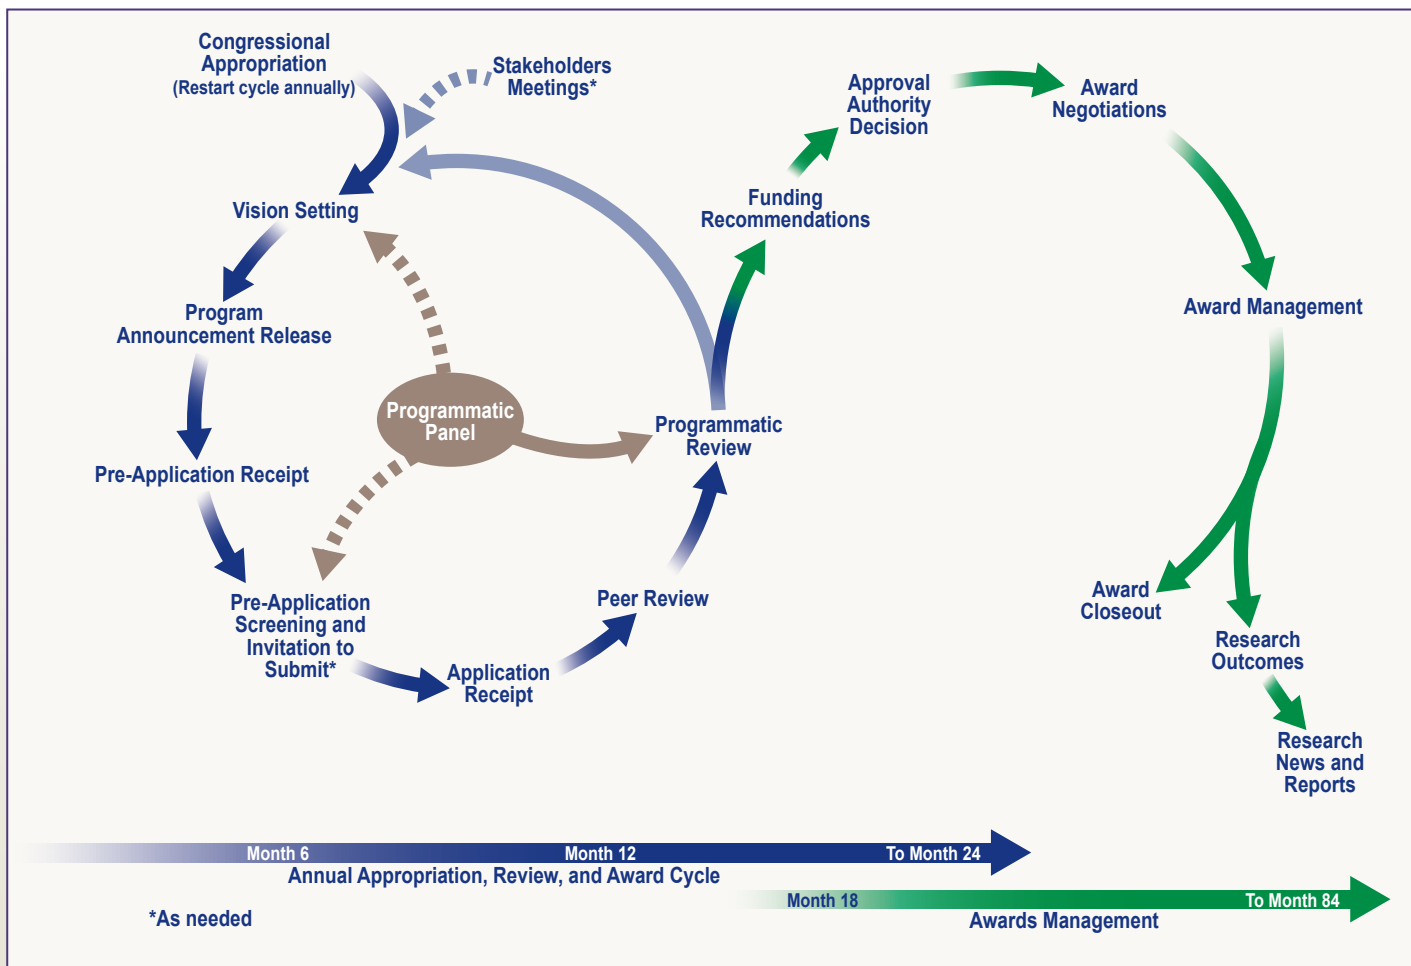 Congressional
Appropriation
(Restart cycle annually)
Stakeholders
Meetings*
Vision Setting
Program
Announcement Release
Pre-Application Receipt
Pre-Application
Screening and
Invitation to
Submit*
Application
Receipt
Peer Review
Programmatic
Review
Programmatic
Panel
Funding
Recommendations
Approval
Authority
Decision
Award
Negotiations
Award Management
Award
Closeout
Research
Outcomes
Research
News and
Reports
Month 6
Month 12
To Month 24
Annual Appropriation, Review, and Award Cycle
Month 18
To Month 84
Awards Management
*As needed